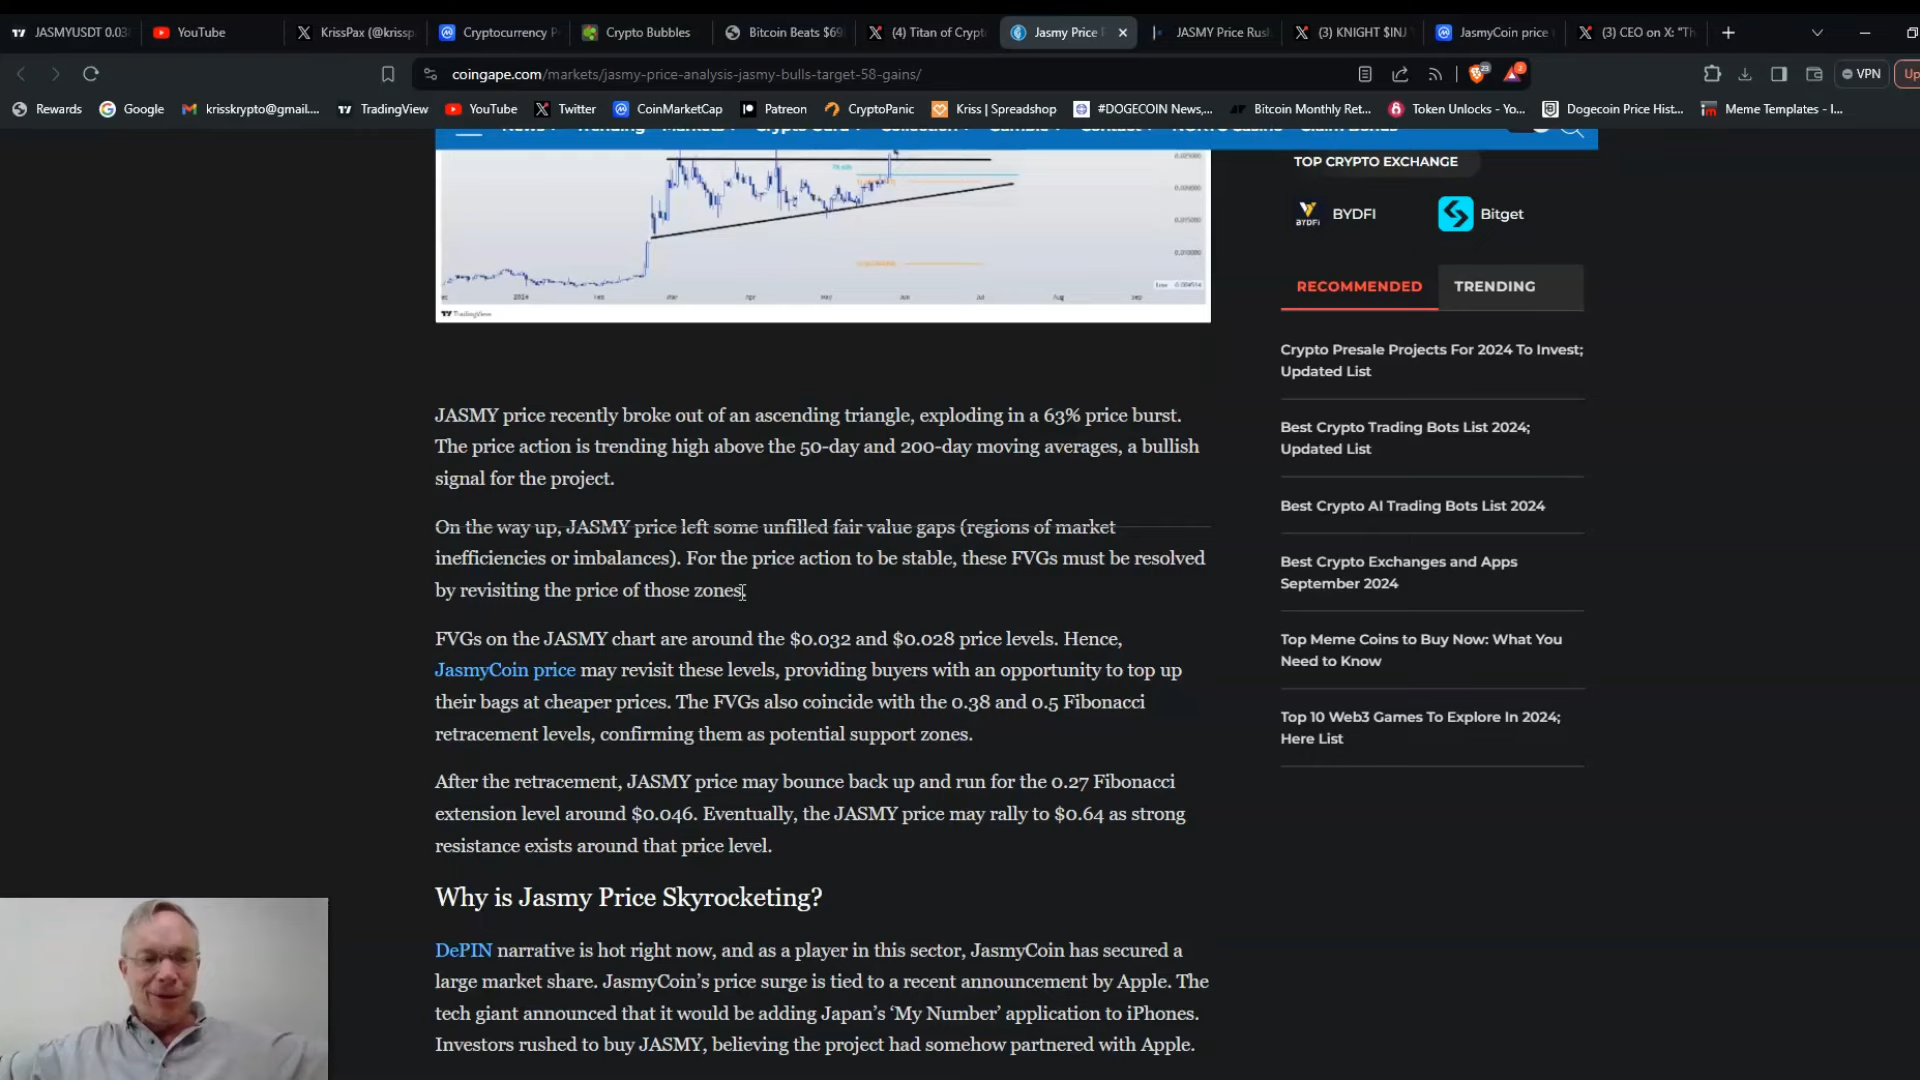 JASMYUSDT 0.03
YouTube
KrissPax (@krissp
Cryptocurrency P
Crypto Bubbles
Bitcoin Beats $69
(4) Titan of Crypt
Jasmy Price
JASMY Price Rus
(3) KNIGHT $INJ
JasmyCoin price
(3) CEO on X: "Th
coingape.com/markets/jasmy-price-analysis-jasmy-bulls-target-58-gains/
23
2
VPN
Up
Rewards
Google
krisskrypto@gmail....
TradingView
YouTube
Twitter
CoinMarketCap
Patreon
CryptoPanic
Kriss | Spreadshop
#DOGECOIN News,...
Bitcoin Monthly Ret...
Token Unlocks - Yo...
Dogecoin Price Hist...
Meme Templates - I...
2024
Feb
Mar
Apr
May
Jun
Jul
Aug
Sep
TradingView
JASMY price recently broke out of an ascending triangle, exploding in a 63% price burst.
The price action is trending high above the 50-day and 200-day moving averages, a bullish
signal for the project.
On the way up, JASMY price left some unfilled fair value gaps (regions of market
inefficiencies or imbalances). For the price action to be stable, these FVGs must be resolved
by revisiting the price of those zones.
FVGs on the JASMY chart are around the $0.032 and $0.028 price levels. Hence,
JasmyCoin price may revisit these levels, providing buyers with an opportunity to top up
their bags at cheaper prices. The FVGs also coincide with the 0.38 and 0.5 Fibonacci
retracement levels, confirming them as potential support zones.
After the retracement, JASMY price may bounce back up and run for the 0.27 Fibonacci
extension level around $0.046. Eventually, the JASMY price may rally to $0.64 as strong
resistance exists around that price level.
Why is Jasmy Price Skyrocketing?
DePIN narrative is hot right now, and as a player in this sector, JasmyCoin has secured a
large market share. JasmyCoin's price surge is tied to a recent announcement by Apple. The
tech giant announced that it would be adding Japan's 'My Number' application to iPhones.
Investors rushed to buy JASMY, believing the project had somehow partnered with Apple.
TOP CRYPTO EXCHANGE
BYDFI
BYDFI
Bitget
RECOMMENDED
TRENDING
Crypto Presale Projects For 2024 To Invest;
Updated List
Best Crypto Trading Bots List 2024;
Updated List
Best Crypto AI Trading Bots List 2024
Best Crypto Exchanges and Apps
September 2024
Top Meme Coins to Buy Now: What You
Need to Know
Top 10 Web3 Games To Explore In 2024;
Here List